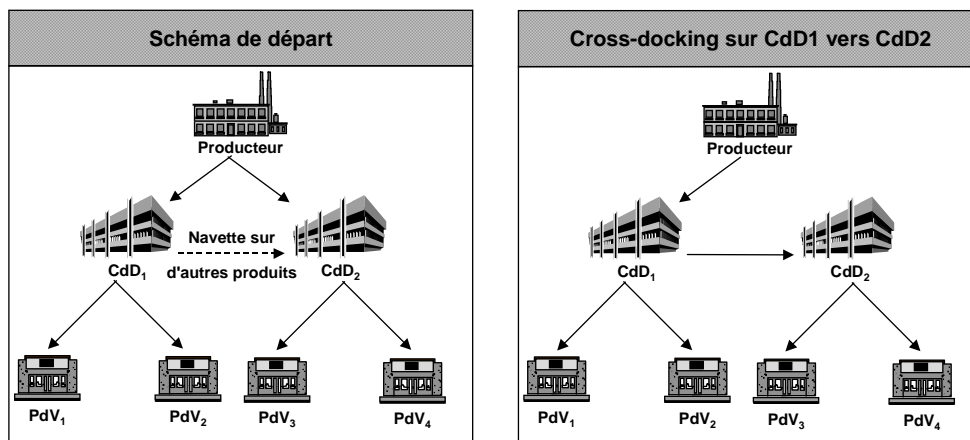 Schéma de départ
Producteur
Navette sur
d'autres produits
CdD₁
CdD₂
PdV₁
PdV₂
PdV₃
PdV₄
Cross-docking sur CdD1 vers CdD2
Producteur
CdD₁
CdD₂
PdV₁
PdV₂
PdV₃
PdV₄